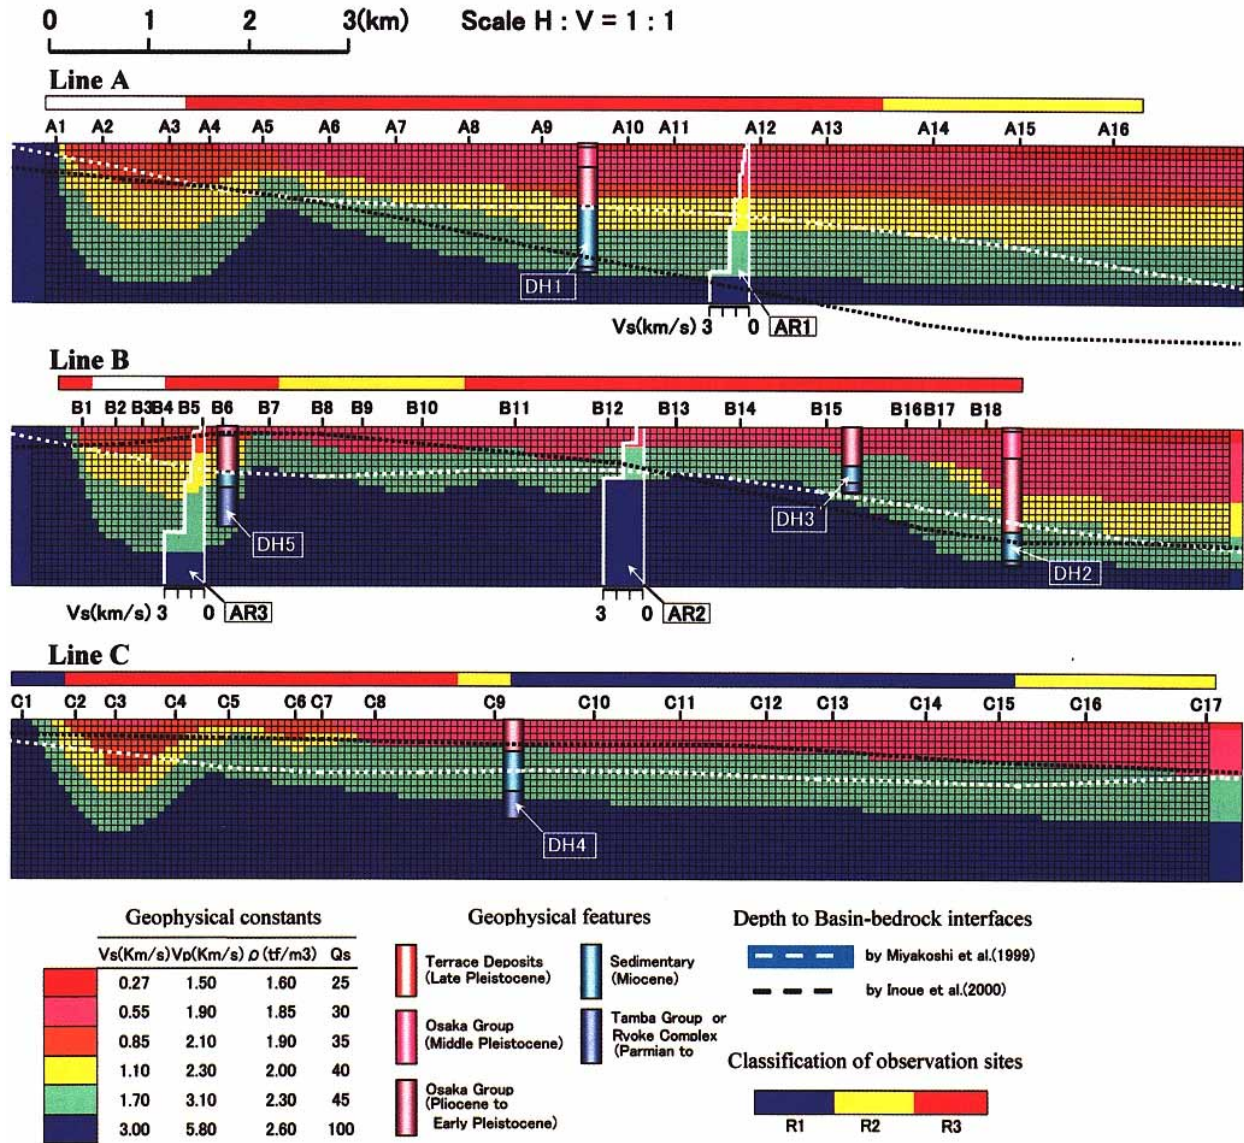 0 1 2 3(km) Scale H : V = 1 : 1
Line A
A1 A2 A3 A4 A5 A6 A7 A8 A9 A10 A11 A12 A13 A14 A15 A16
DH1
Vs(km/s) 3 0 AR1
Line B
B1 B2 B3 B4 B5 B6 B7 B8 B9 B10 B11 B12 B13 B14 B15 B16 B17 B18
DH5 DH3 DH2
Vs(km/s) 3 0 AR3 3 0 AR2
Line C
C1 C2 C3 C4 C5 C6 C7 C8 C9 C10 C11 C12 C13 C14 C15 C16 C17
DH4
Geophysical constants
Vs(Km/s) Vp(Km/s) ρ (tf/m3) Qs
0.27 1.50 1.60 25
0.55 1.90 1.85 30
0.85 2.10 1.90 35
1.10 2.30 2.00 40
1.70 3.10 2.30 45
3.00 5.80 2.60 100
Geophysical features
Terrace Deposits
(Late Pleistocene)
Osaka Group
(Middle Pleistocene)
Osaka Group
(Pliocene to
Early Pleistocene)
Sedimentary
(Miocene)
Tamba Group or
Ryoke Complex
(Parmian to
Depth to Basin-bedrock interfaces
by Miyakoshi et al.(1999)
by Inoue et al.(2000)
Classification of observation sites
R1 R2 R3